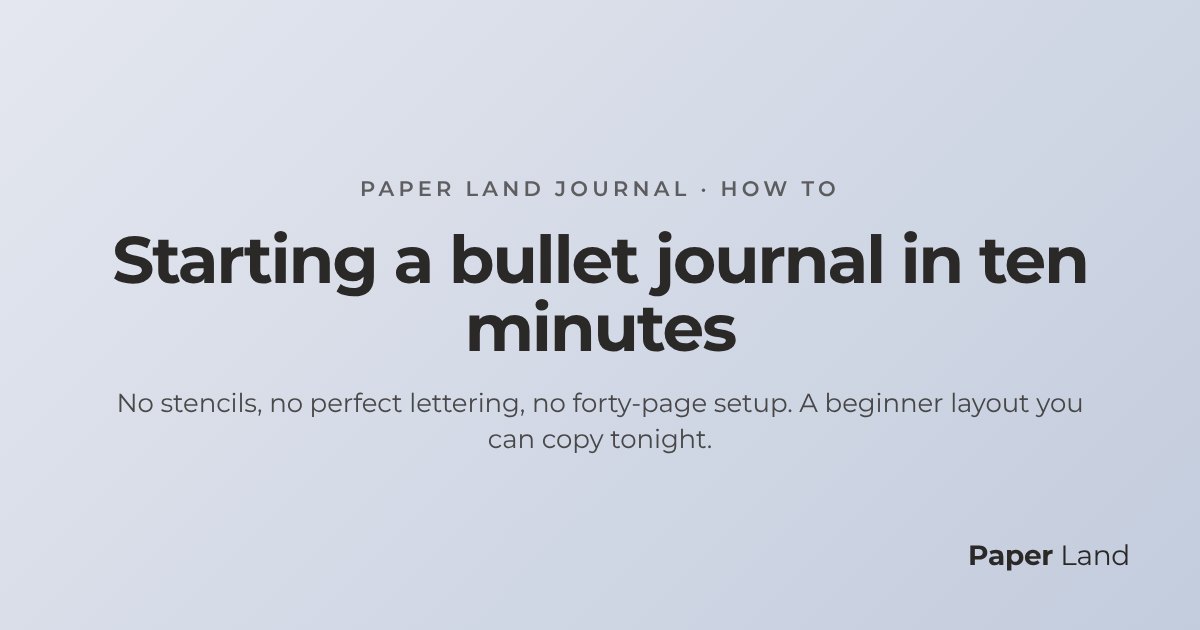 PAPER LAND JOURNAL · HOW TO
Starting a bullet journal in ten
minutes
No stencils, no perfect lettering, no forty-page setup. A beginner layout you
can copy tonight.
Paper Land